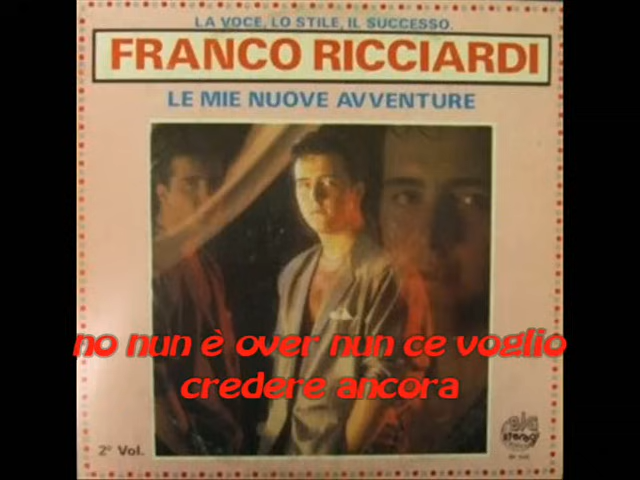 LA VOCE, LO STILE, IL SUCCESSO.
FRANCO RICCIARDI
LE MIE NUOVE AVVENTURE
no nun è over nun ce voglio
credere ancora
2° Vol.